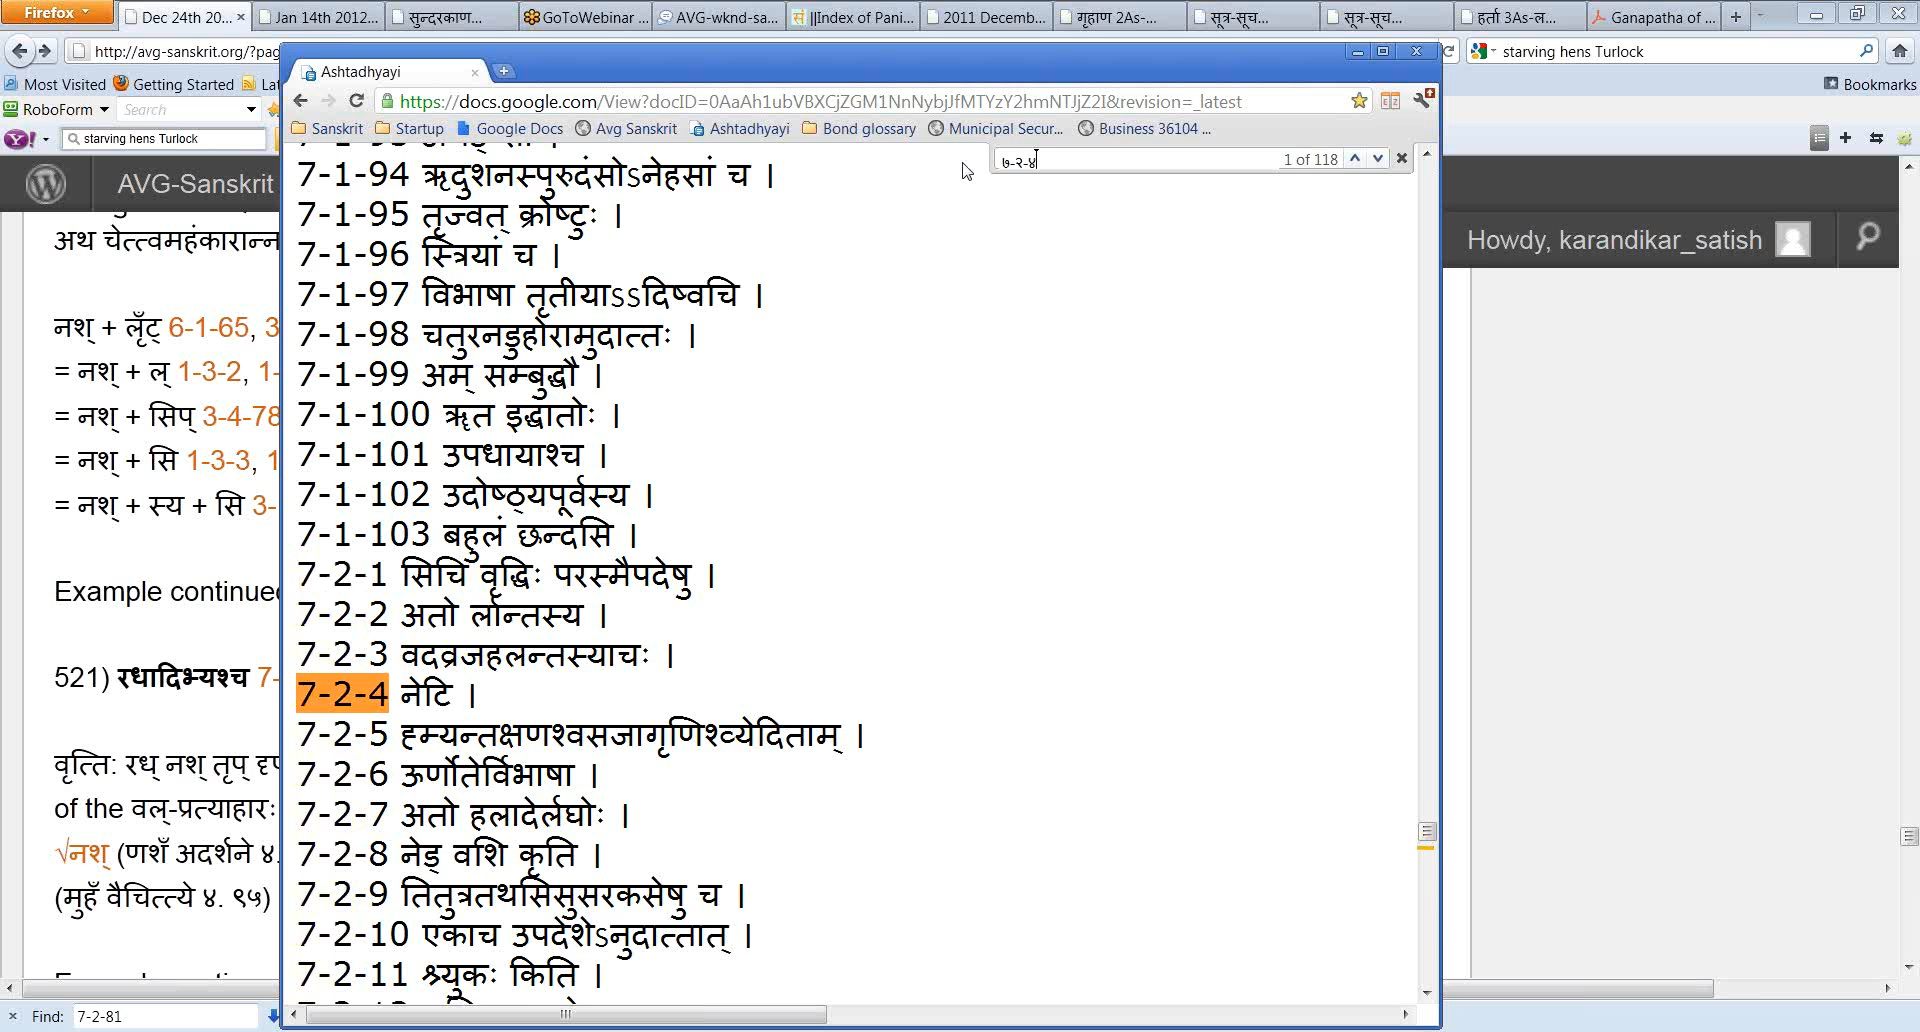 Firefox
Dec 24th 20...
Jan 14th 2012...
सुन्दरकाण...
GoToWebinar ...
AVG-wknd-sa...
||Index of Pani...
2011 Decemb...
गृहाण 2As-...
सूत्र-सूच...
सूत्र-सूच...
हर्ता 3As-ल...
Ganapatha of ...
http://avg-sanskrit.org/?pag
starving hens Turlock
Most Visited
Getting Started
Lat
Bookmarks
RoboForm
Search
starving hens Turlock
AVG-Sanskrit
Howdy, karandikar_satish
अथ चेत्त्वमहंकारान्न
नश् + लृँट् 6-1-65, 3
= नश् + ल् 1-3-2, 1-
= नश् + सिप् 3-4-78
= नश् + सि 1-3-3, 1
= नश् + स्य + सि 3-
Example continued
521) रधादिभ्यश्च 7-
वृत्ति: रध् नश् तृप् दृप
of the वल्-प्रत्याहारः
√नश् (णशँ अदर्शने ४.
(मुहँ वैचित्त्ये ४. ९५)
Find: 7-2-81
Ashtadhyayi
https://docs.google.com/View?docID=0AaAh1ubVBXCjZGM1NnNybjJfMTYzY2hmNTJjZ2I&revision=_latest
Sanskrit
Startup
Google Docs
Avg Sanskrit
Ashtadhyayi
Bond glossary
Municipal Secur...
Business 36104 ...
७-२-४
1 of 118
7-1-94 ऋदुशनस्पुरुदंसोऽनेहसां च ।
7-1-95 तृज्वत् क्रोष्टुः ।
7-1-96 स्त्रियां च ।
7-1-97 विभाषा तृतीयाऽऽदिष्वचि ।
7-1-98 चतुरनडुहोरामुदात्तः ।
7-1-99 अम् सम्बुद्धौ ।
7-1-100 ॠत इद्धातोः ।
7-1-101 उपधायाश्च ।
7-1-102 उदोष्ठ्यपूर्वस्य ।
7-1-103 बहुलं छन्दसि ।
7-2-1 सिचि वृद्धिः परस्मैपदेषु ।
7-2-2 अतो र्लान्तस्य ।
7-2-3 वदव्रजहलन्तस्याचः ।
7-2-4 नेटि ।
7-2-5 ह्म्यन्तक्षणश्वसजागृणिश्व्येदिताम् ।
7-2-6 ऊर्णोतेर्विभाषा ।
7-2-7 अतो हलादेर्लघोः ।
7-2-8 नेड् वशि कृति ।
7-2-9 तितुत्रतथसिसुसरकसेषु च ।
7-2-10 एकाच उपदेशेऽनुदात्तात् ।
7-2-11 श्र्युकः किति ।